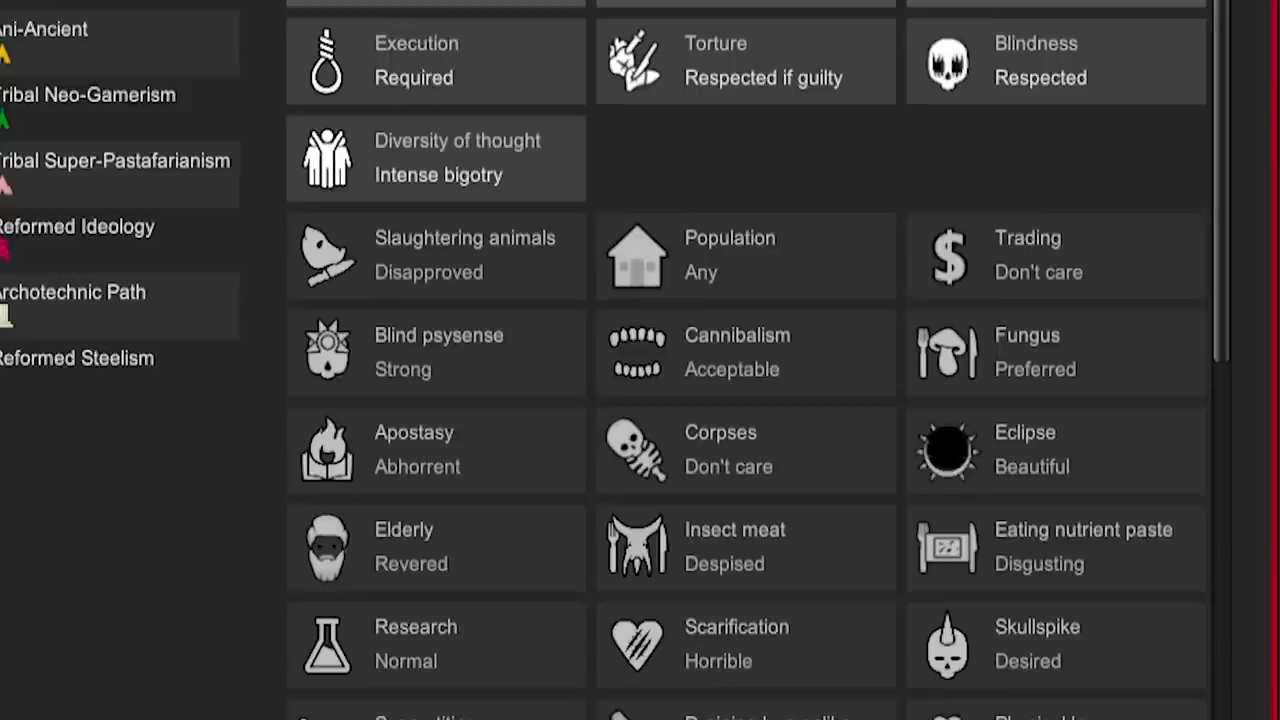 Ani-Ancient
Tribal Neo-Gamerism
Tribal Super-Pastafarianism
Reformed Ideology
Archotechnic Path
Reformed Steelism
Execution
Required
Torture
Respected if guilty
Blindness
Respected
Diversity of thought
Intense bigotry
Slaughtering animals
Disapproved
Population
Any
Trading
Don't care
Blind psysense
Strong
Cannibalism
Acceptable
Fungus
Preferred
Apostasy
Abhorrent
Corpses
Don't care
Eclipse
Beautiful
Elderly
Revered
Insect meat
Despised
Eating nutrient paste
Disgusting
Research
Normal
Scarification
Horrible
Skullspike
Desired